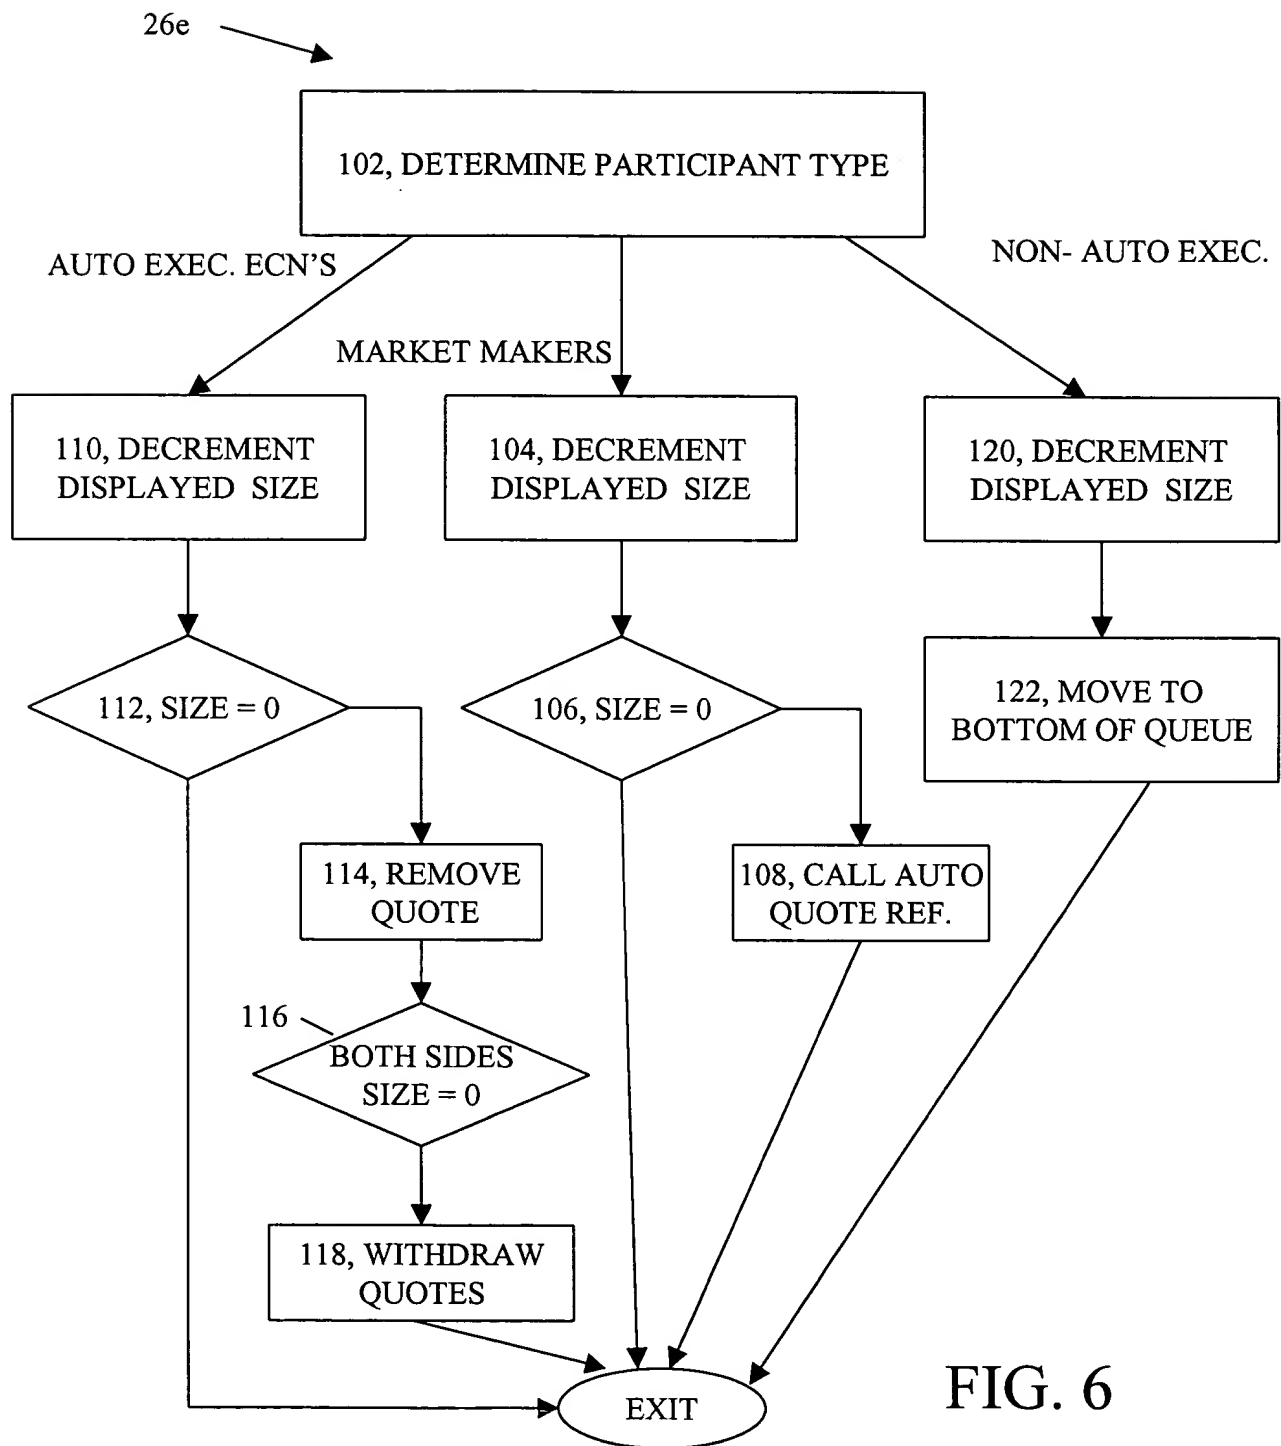 26e
102, DETERMINE PARTICIPANT TYPE
AUTO EXEC. ECN'S
NON- AUTO EXEC.
MARKET MAKERS
110, DECREMENT
DISPLAYED SIZE
104, DECREMENT
DISPLAYED SIZE
120, DECREMENT
DISPLAYED SIZE
112, SIZE = 0
106, SIZE = 0
122, MOVE TO
BOTTOM OF QUEUE
114, REMOVE
QUOTE
108, CALL AUTO
QUOTE REF.
116
BOTH SIDES
SIZE = 0
118, WITHDRAW
QUOTES
EXIT
FIG. 6